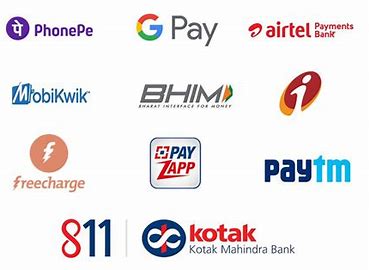 पे PhonePe
G Pay
airtel Payments
Bank
MobiKwik
BHIM
BHARAT INTERFACE FOR MONEY
i
freecharge
PAY
ZAPP
paytm
811
kotak
Kotak Mahindra Bank